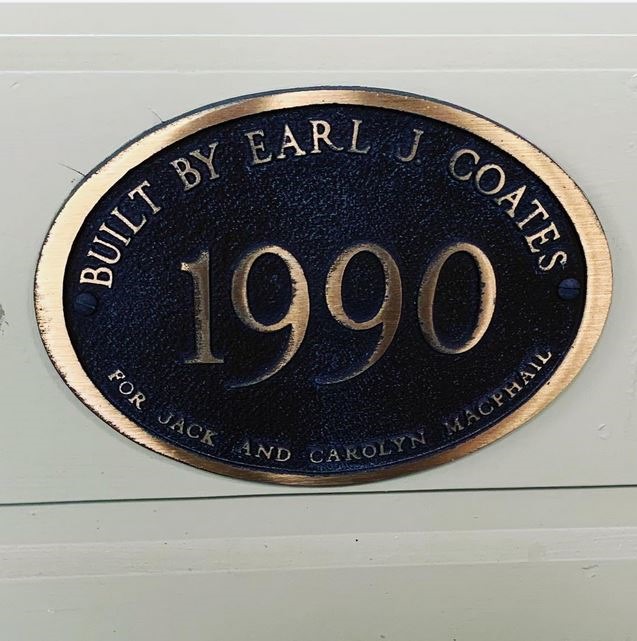 BUILT BY EARL J. COATES
1990
FOR JACK AND CAROLYN MACPHAIL